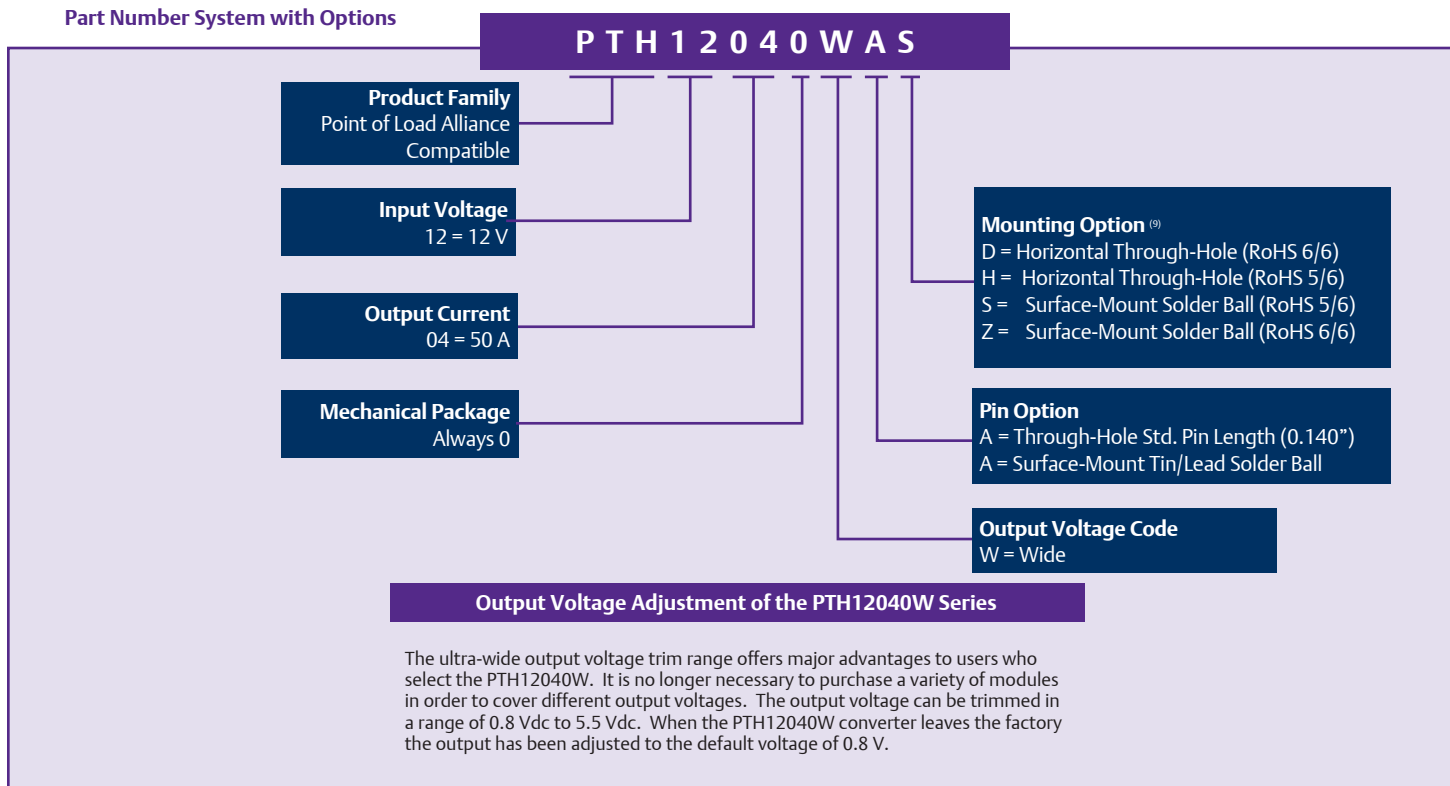 Part Number System with Options
PTH12040WAS
Product Family
Point of Load Alliance
Compatible
Input Voltage
12 = 12 V
Output Current
04 = 50 A
Mechanical Package
Always 0
Mounting Option (9)
D = Horizontal Through-Hole (RoHS 6/6)
H = Horizontal Through-Hole (RoHS 5/6)
S = Surface-Mount Solder Ball (RoHS 5/6)
Z = Surface-Mount Solder Ball (RoHS 6/6)
Pin Option
A = Through-Hole Std. Pin Length (0.140”)
A = Surface-Mount Tin/Lead Solder Ball
Output Voltage Code
W = Wide
Output Voltage Adjustment of the PTH12040W Series
The ultra-wide output voltage trim range offers major advantages to users who
select the PTH12040W. It is no longer necessary to purchase a variety of modules
in order to cover different output voltages. The output voltage can be trimmed in
a range of 0.8 Vdc to 5.5 Vdc. When the PTH12040W converter leaves the factory
the output has been adjusted to the default voltage of 0.8 V.